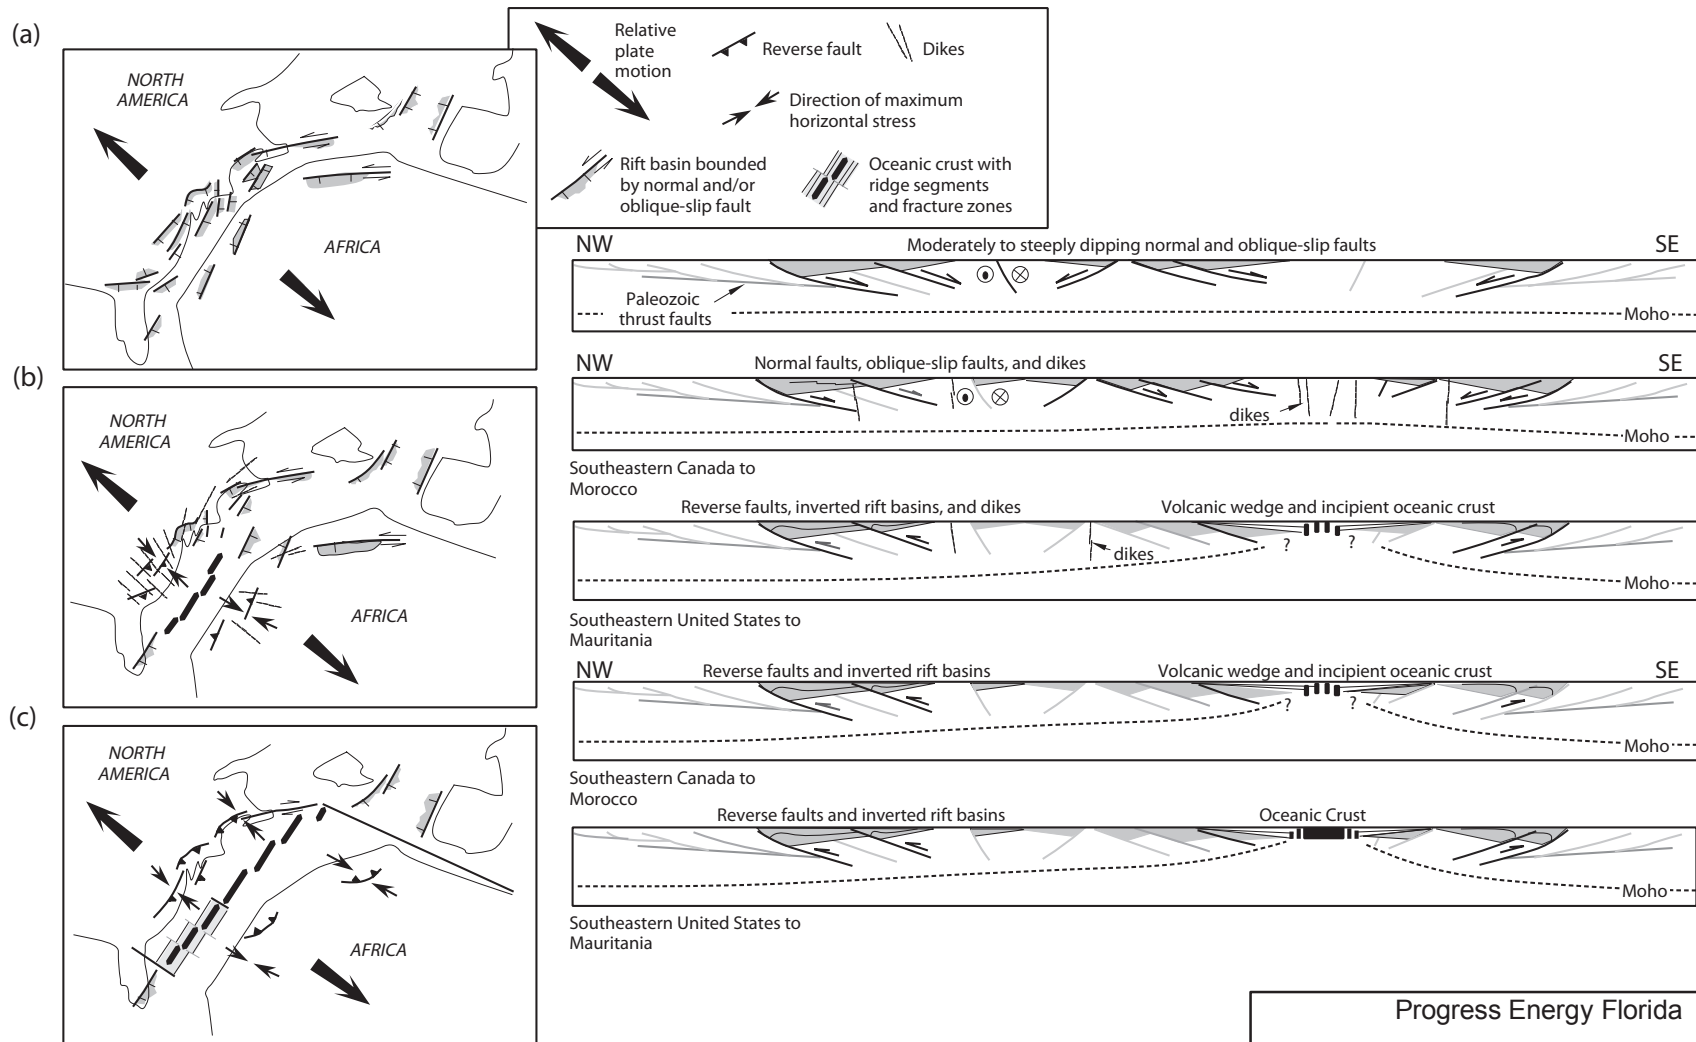 (a)
NORTH
AMERICA
AFRICA
Relative
plate
motion
Reverse fault
Dikes
Direction of maximum
horizontal stress
Rift basin bounded
by normal and/or
oblique-slip fault
Oceanic crust with
ridge segments
and fracture zones
NW
Moderately to steeply dipping normal and oblique-slip faults
SE
Paleozoic
thrust faults
Moho
(b)
NORTH
AMERICA
AFRICA
NW
Normal faults, oblique-slip faults, and dikes
SE
dikes
Moho
Southeastern Canada to
Morocco
Reverse faults, inverted rift basins, and dikes
Volcanic wedge and incipient oceanic crust
dikes
? ?
Moho
Southeastern United States to
Mauritania
(c)
NORTH
AMERICA
AFRICA
NW
Reverse faults and inverted rift basins
Volcanic wedge and incipient oceanic crust
SE
? ?
Moho
Southeastern Canada to
Morocco
Reverse faults and inverted rift basins
Oceanic Crust
Moho
Southeastern United States to
Mauritania
Progress Energy Florida